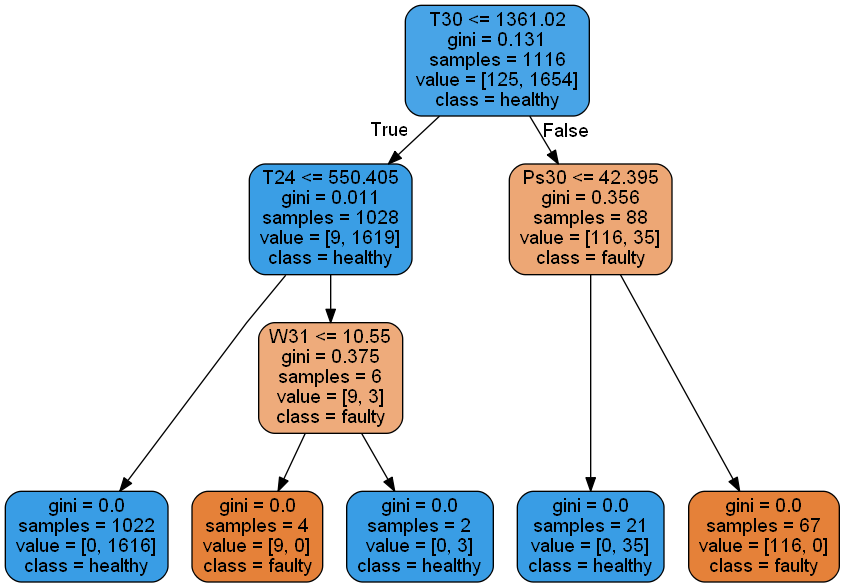 T30 <= 1361.02
gini = 0.131
samples = 1116
value = [125, 1654]
class = healthy
True
False
T24 <= 550.405
gini = 0.011
samples = 1028
value = [9, 1619]
class = healthy
Ps30 <= 42.395
gini = 0.356
samples = 88
value = [116, 35]
class = faulty
W31 <= 10.55
gini = 0.375
samples = 6
value = [9, 3]
class = faulty
gini = 0.0
samples = 1022
value = [0, 1616]
class = healthy
gini = 0.0
samples = 4
value = [9, 0]
class = faulty
gini = 0.0
samples = 2
value = [0, 3]
class = healthy
gini = 0.0
samples = 21
value = [0, 35]
class = healthy
gini = 0.0
samples = 67
value = [116, 0]
class = faulty